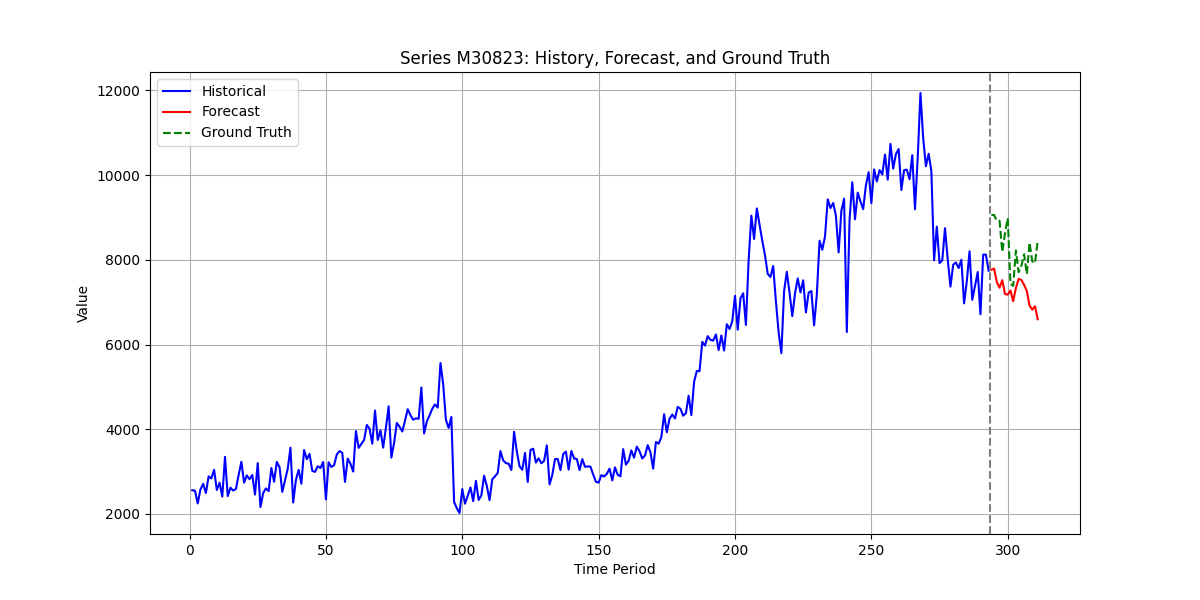 Series M30823: History, Forecast, and Ground Truth
Historical
Forecast
Ground Truth
12000
10000
8000
6000
4000
2000
Value
0 50 100 150 200 250 300
Time Period